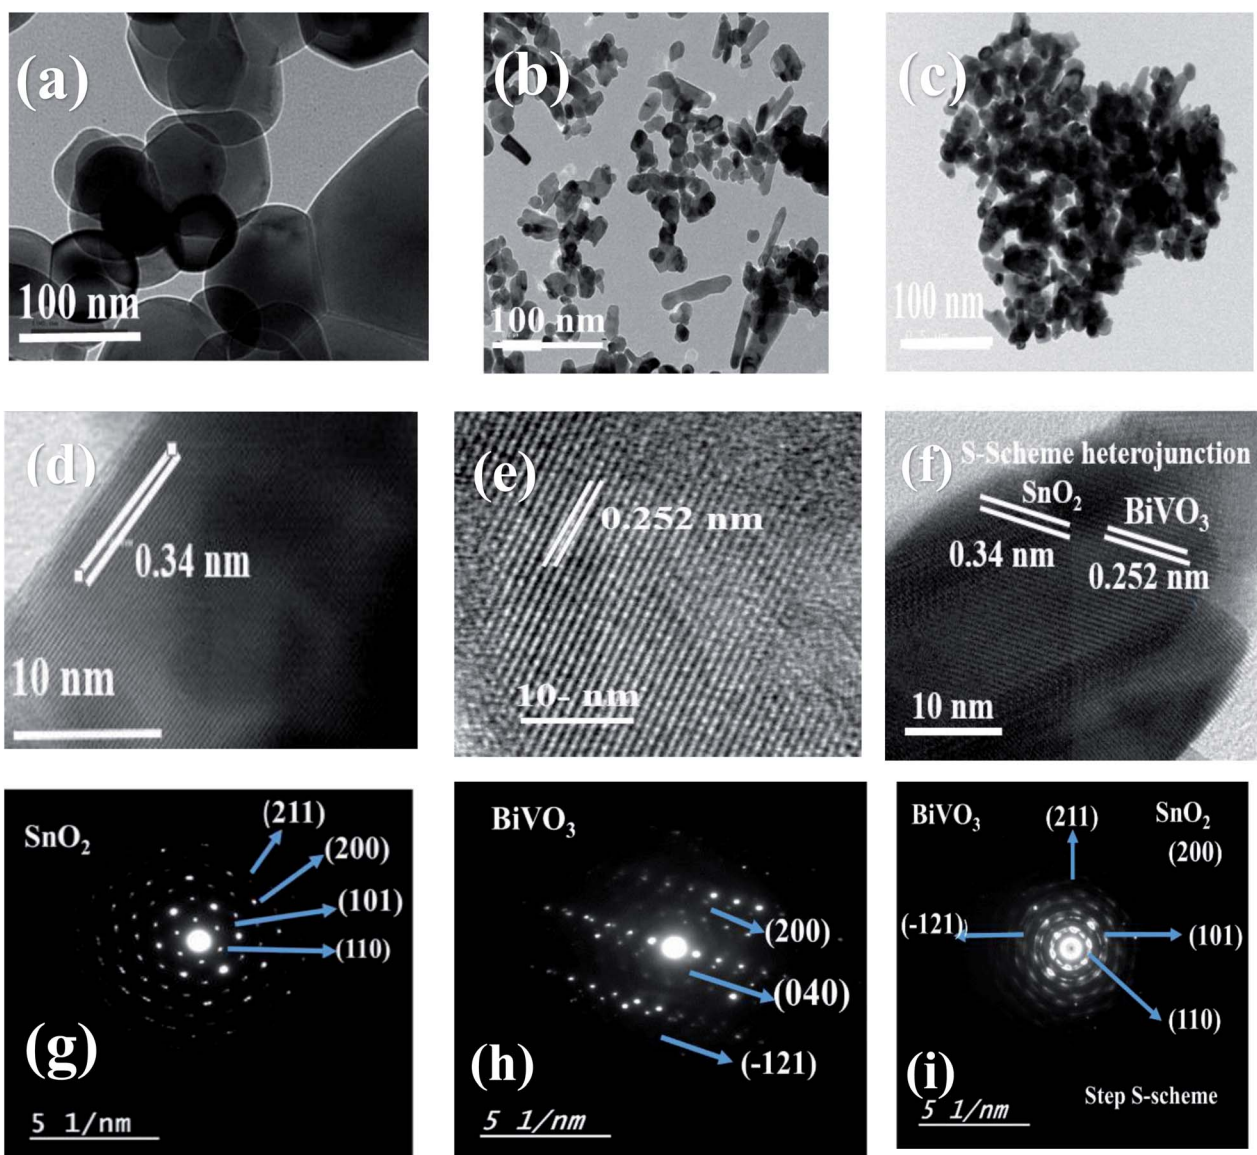 (a)
100 nm
(b)
100 nm
(c)
100 nm
(d)
0.34 nm
10 nm
(e)
0.252 nm
10- nm
(f)
S-Scheme heterojunction
SnO₂
BiVO₃
0.34 nm
0.252 nm
10 nm
SnO₂
(211)
(200)
(101)
(110)
(g)
5 1/nm
BiVO₃
(200)
(040)
(-121)
(h)
5 1/nm
BiVO₃
(211)
SnO₂
(200)
(-121)
(101)
(110)
(i)
Step S-scheme
5 1/nm